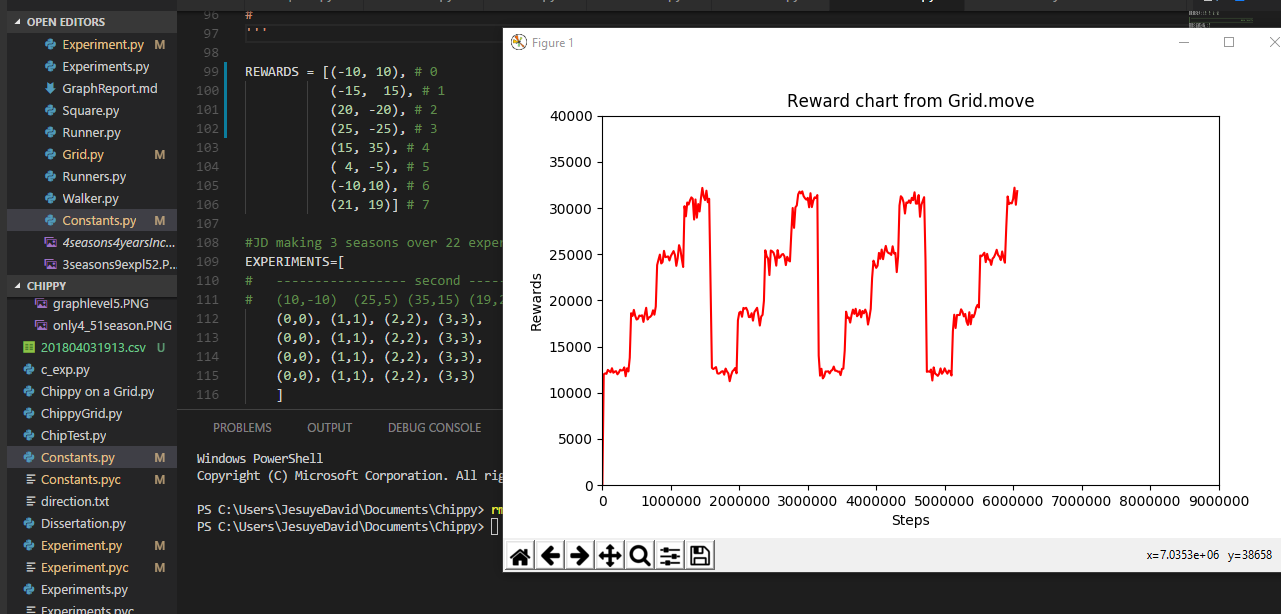 OPEN EDITORS
Experiment.py M
Experiments.py
GraphReport.md
Square.py
Runner.py
Grid.py M
Runners.py
Walker.py
Constants.py M
4seasons4yearsInc...
3seasons9expl52.P...
CHIPPY
graphlevel5.PNG
only4_51season.PNG
201804031913.csv U
c_exp.py
Chippy on a Grid.py
ChippyGrid.py
ChipTest.py
Constants.py M
Constants.pyc M
direction.txt
Dissertation.py
Experiment.py M
Experiment.pyc M
Experiments.py
Experiments.pyc
96 #
97 '''
98
99 REWARDS = [(-10, 10), # 0
100 (-15,  15), # 1
101 (20, -20), # 2
102 (25, -25), # 3
103 (15, 35), # 4
104 ( 4, -5), # 5
105 (-10,10), # 6
106 (21, 19)] # 7
107
108 #JD making 3 seasons over 22 exper
109 EXPERIMENTS=[
110 #   ----------------- second -----
111 #   (10,-10)  (25,5) (35,15) (19,2
112 (0,0), (1,1), (2,2), (3,3),
113 (0,0), (1,1), (2,2), (3,3),
114 (0,0), (1,1), (2,2), (3,3),
115 (0,0), (1,1), (2,2), (3,3)
116 ]
PROBLEMS OUTPUT DEBUG CONSOLE
Windows PowerShell
Copyright (C) Microsoft Corporation. All rig
PS C:\Users\JesuyeDavid\Documents\Chippy> rm
PS C:\Users\JesuyeDavid\Documents\Chippy>
Figure 1
Reward chart from Grid.move
40000
35000
30000
25000
20000
15000
10000
5000
0
Rewards
0 1000000 2000000 3000000 4000000 5000000 6000000 7000000 8000000 9000000
Steps
x=7.0353e+06 y=38658